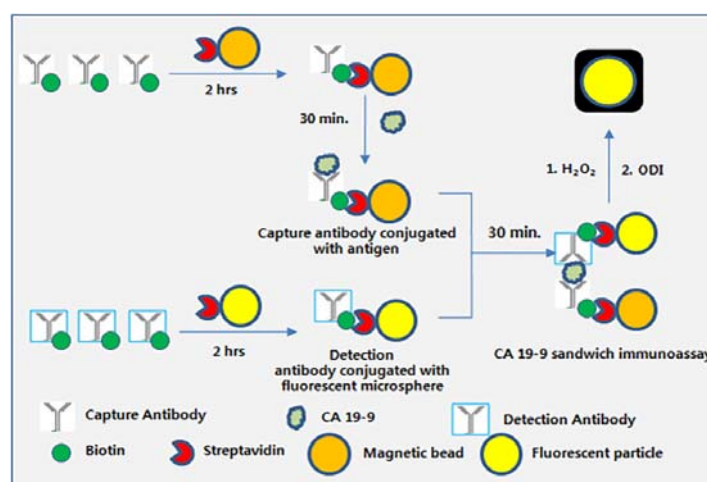 2 hrs
30 min.
Capture antibody conjugated
with antigen
30 min.
1. H₂O₂ 2. ODI
2 hrs
Detection
antibody conjugated with
fluorescent microsphere
CA 19-9 sandwich immunoassay
Capture Antibody
CA 19-9
Detection Antibody
Biotin
Streptavidin
Magnetic bead
Fluorescent particle